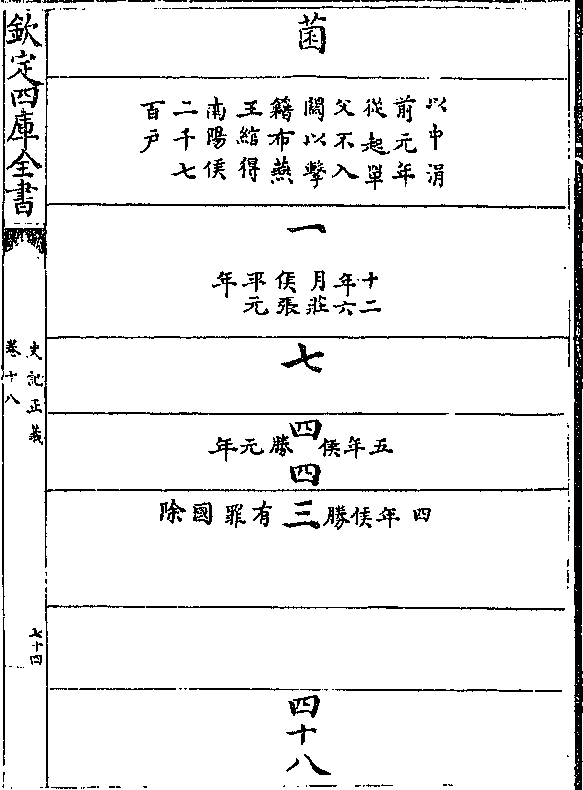 菌
以中涓
前元年
從起單
父不入
關以擊
籍布燕
王綰得
南陽侯
二千七
百戶
一
十二
年六
月莊
侯張
平元
年
七
四
五年侯勝元年
四
三
四年侯勝有罪國除
四十八
欽定四庫全書
史記正義
卷十八
七十四